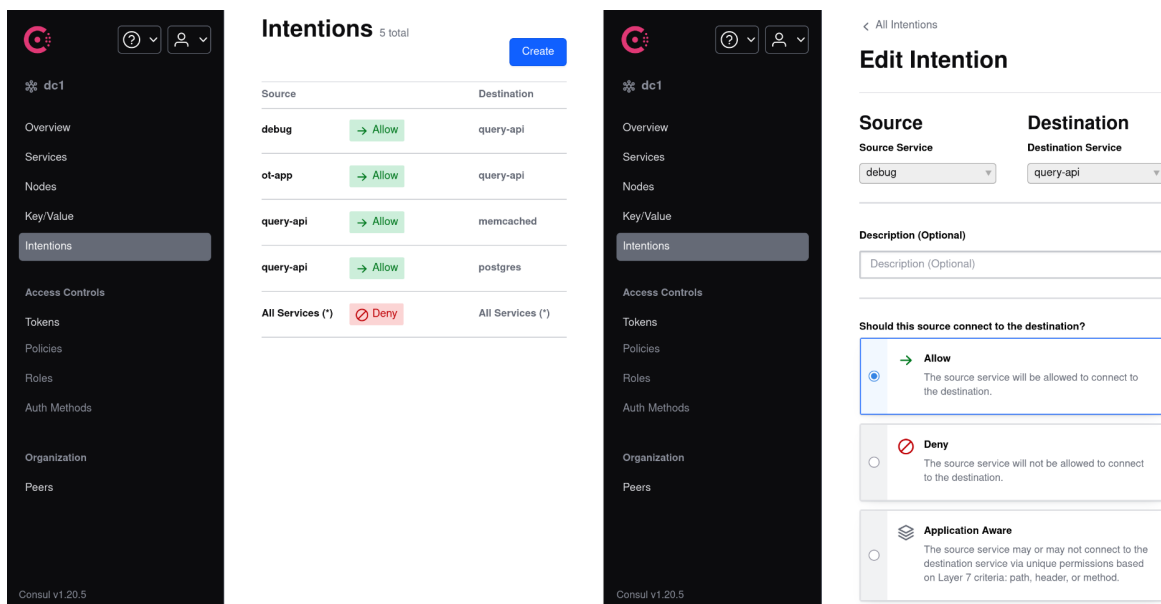 dc1
Overview
Services
Nodes
Key/Value
Intentions
Access Controls
Tokens
Policies
Roles
Auth Methods
Organization
Peers
Consul v1.20.5
Intentions 5 total
Create
Source Destination
debug Allow query-api
ot-app Allow query-api
query-api Allow memcached
query-api Allow postgres
All Services (*) Deny All Services (*)
dc1
Overview
Services
Nodes
Key/Value
Intentions
Access Controls
Tokens
Policies
Roles
Auth Methods
Organization
Peers
Consul v1.20.5
All Intentions
Edit Intention
Source Destination
Source Service Destination Service
debug query-api
Description (Optional)
Description (Optional)
Should this source connect to the destination?
Allow
The source service will be allowed to connect to
the destination.
Deny
The source service will not be allowed to connect
to the destination.
Application Aware
The source service may or may not connect to the
destination service via unique permissions based
on Layer 7 criteria: path, header, or method.